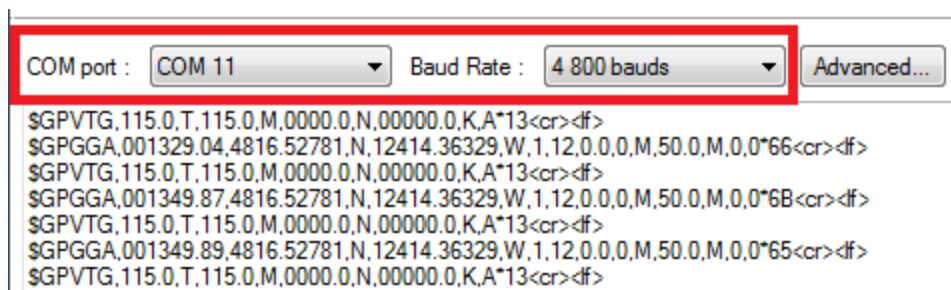 COM port : COM 11 Baud Rate : 4 800 bauds Advanced...
$GPVTG,115.0,T,115.0,M,0000.0,N,00000.0,K,A*13<cr><lf>
$GPGGA,001329.04,4816.52781,N,12414.36329,W,1,12,0.0,0,M,50.0,M,0,0*66<cr><lf>
$GPVTG,115.0,T,115.0,M,0000.0,N,00000.0,K,A*13<cr><lf>
$GPGGA,001349.87,4816.52781,N,12414.36329,W,1,12,0.0,0,M,50.0,M,0,0*6B<cr><lf>
$GPVTG,115.0,T,115.0,M,0000.0,N,00000.0,K,A*13<cr><lf>
$GPGGA,001349.89,4816.52781,N,12414.36329,W,1,12,0.0,0,M,50.0,M,0,0*65<cr><lf>
$GPVTG,115.0,T,115.0,M,0000.0,N,00000.0,K,A*13<cr><lf>